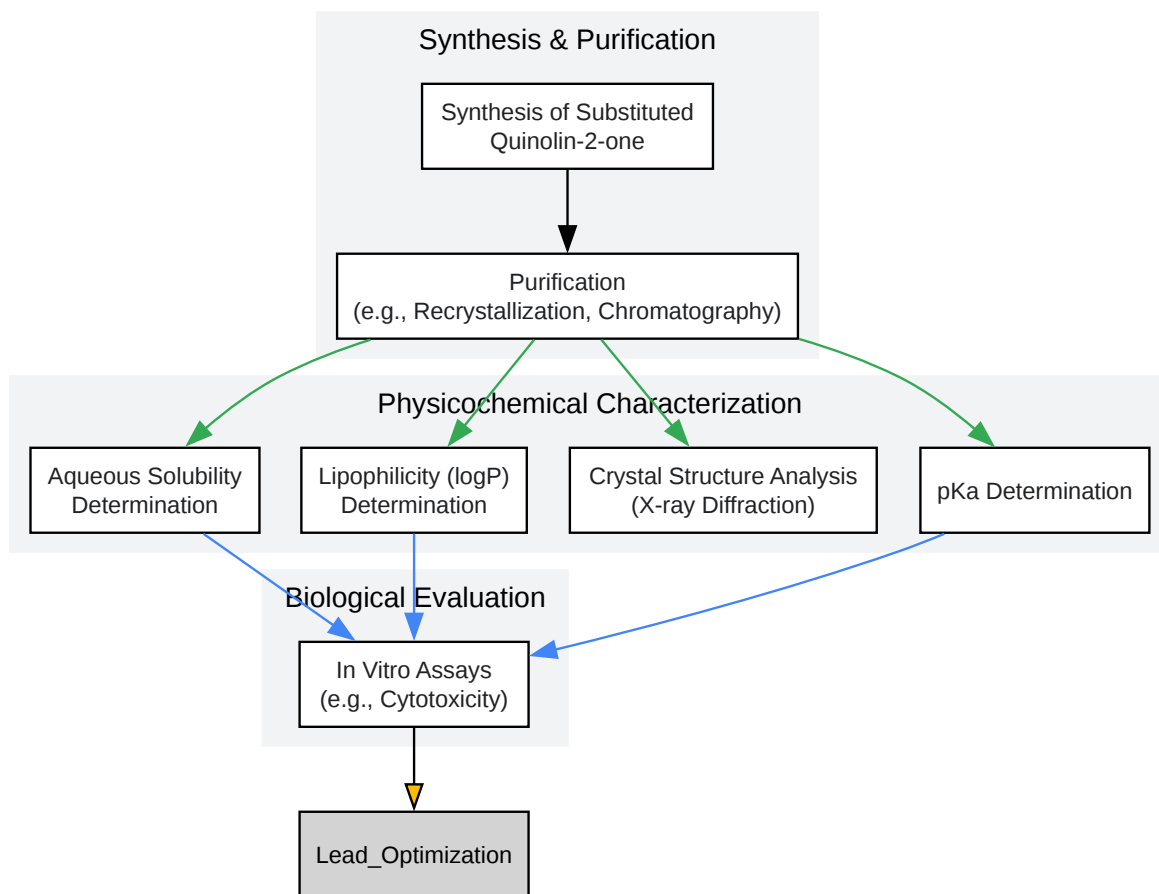 Synthesis & Purification
Synthesis of Substituted
Quinolin-2-one
Purification
(e.g., Recrystallization, Chromatography)
Physicochemical Characterization
Aqueous Solubility
Determination
Lipophilicity (logP)
Determination
Crystal Structure Analysis
(X-ray Diffraction)
pKa Determination
Biological Evaluation
In Vitro Assays
(e.g., Cytotoxicity)
Lead_Optimization